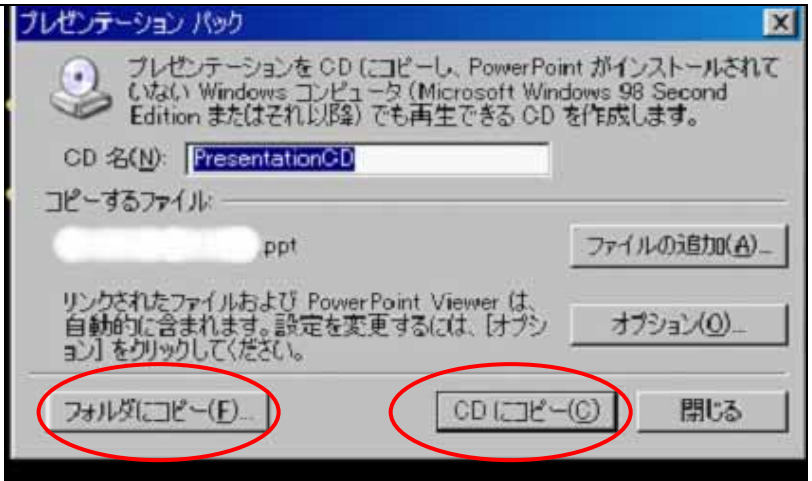 プレゼンテーション パック
プレゼンテーションを CD にコピーし、PowerPoint がインストールされて
いない Windows コンピュータ (Microsoft Windows 98 Second
Edition またはそれ以降) でも再生できる CD を作成します。
CD 名(N): PresentationCD
コピーするファイル:
.ppt ファイルの追加(A)...
リンクされたファイルおよび PowerPoint Viewer は、
自動的に含まれます。設定を変更するには、[オプシ
ョン] をクリックしてください。
オプション(O)...
フォルダにコピー(F)... CD にコピー(C) 閉じる